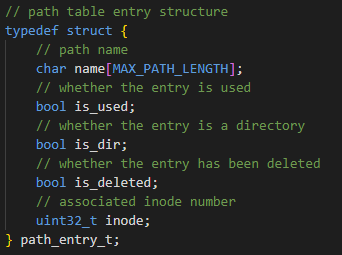 // path table entry structure
typedef struct {
    // path name
    char name[MAX_PATH_LENGTH];
    // whether the entry is used
    bool is_used;
    // whether the entry is a directory
    bool is_dir;
    // whether the entry has been deleted
    bool is_deleted;
    // associated inode number
    uint32_t inode;
} path_entry_t;